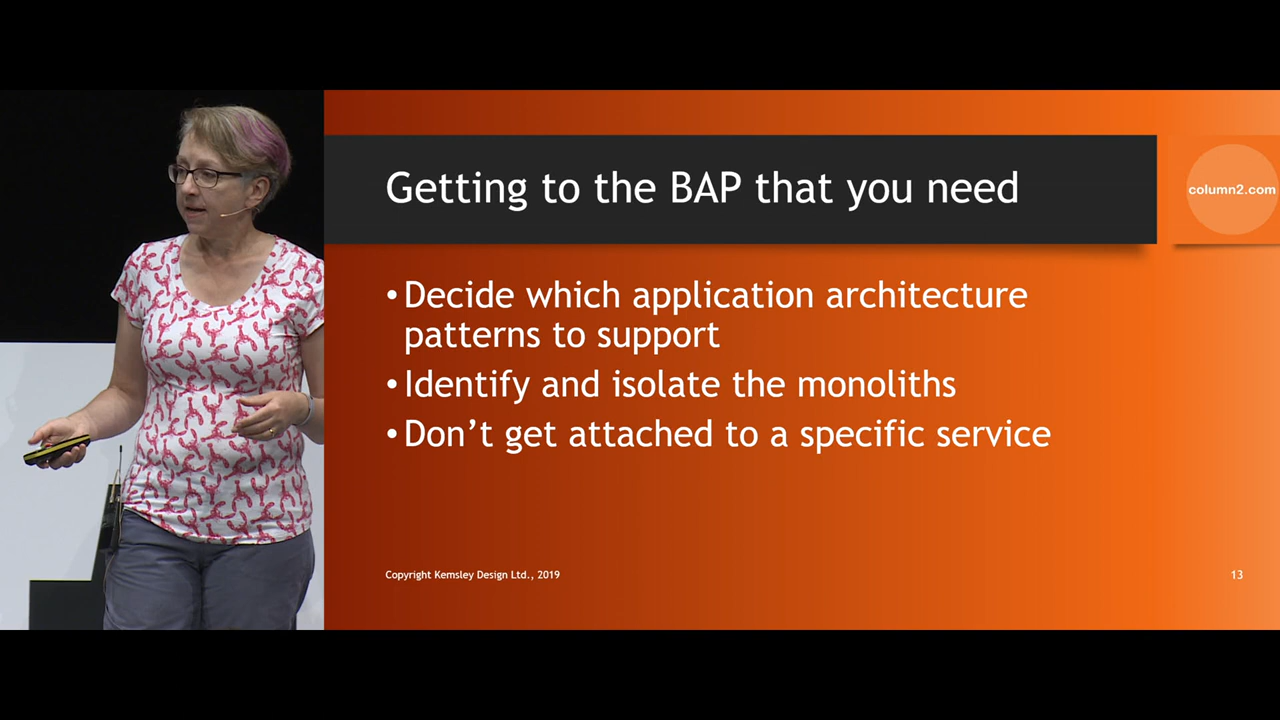 Getting to the BAP that you need
column2.com
• Decide which application architecture
patterns to support
• Identify and isolate the monoliths
• Don’t get attached to a specific service
Copyright Kemsley Design Ltd., 2019
13